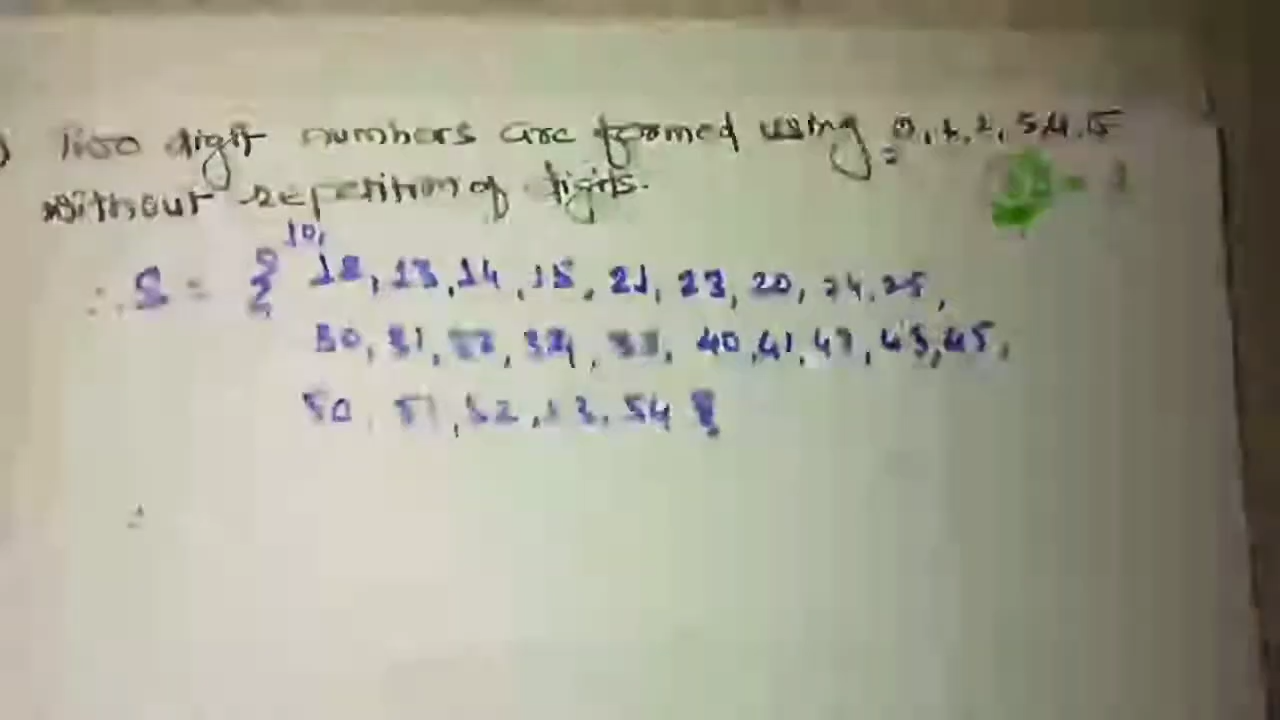 Two digit numbers are formed using 0, 1, 2, 3, 4, 5
without repetition of digits.
10,
∴ S = { 12, 13, 14, 15, 21, 23, 20, 24, 25,
30, 31, 32, 34, 35, 40, 41, 42, 43, 45,
50, 51, 52, 53, 54 }